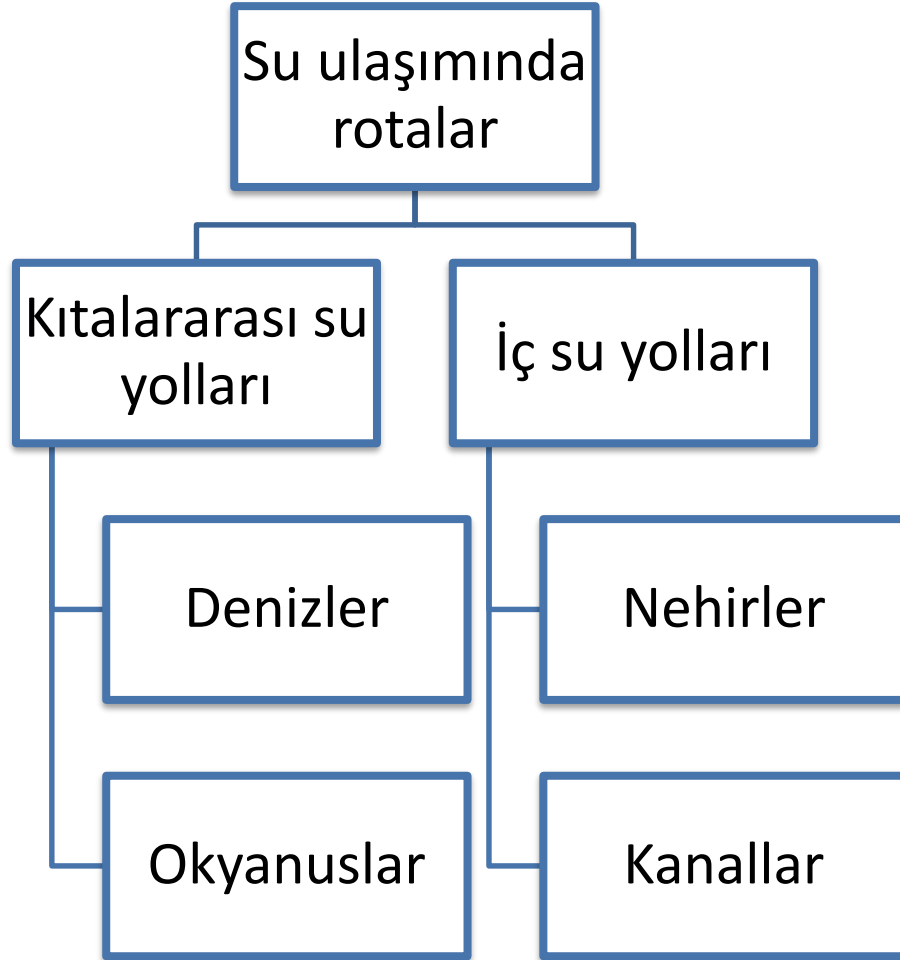 Su ulaşımında
rotalar
Kıtalararası su
yolları
İç su yolları
Denizler
Nehirler
Okyanuslar
Kanallar